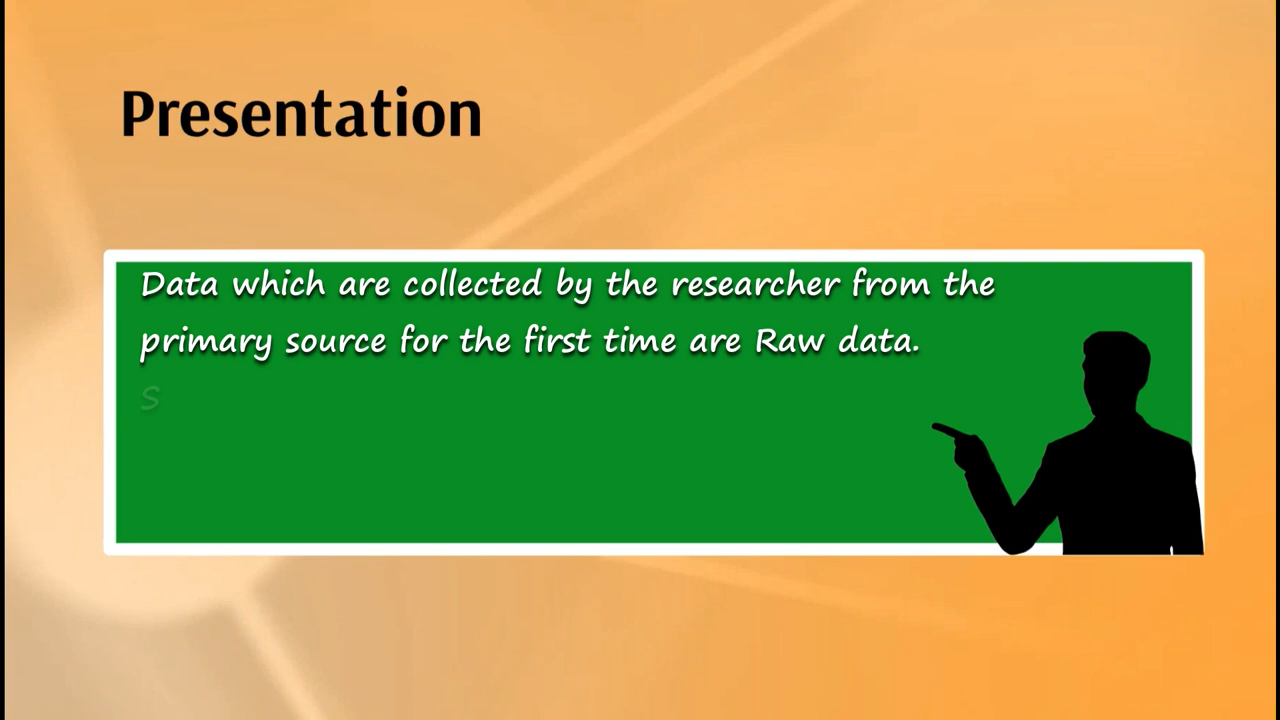 Presentation
Data which are collected by the researcher from the
primary source for the first time are Raw data.
S